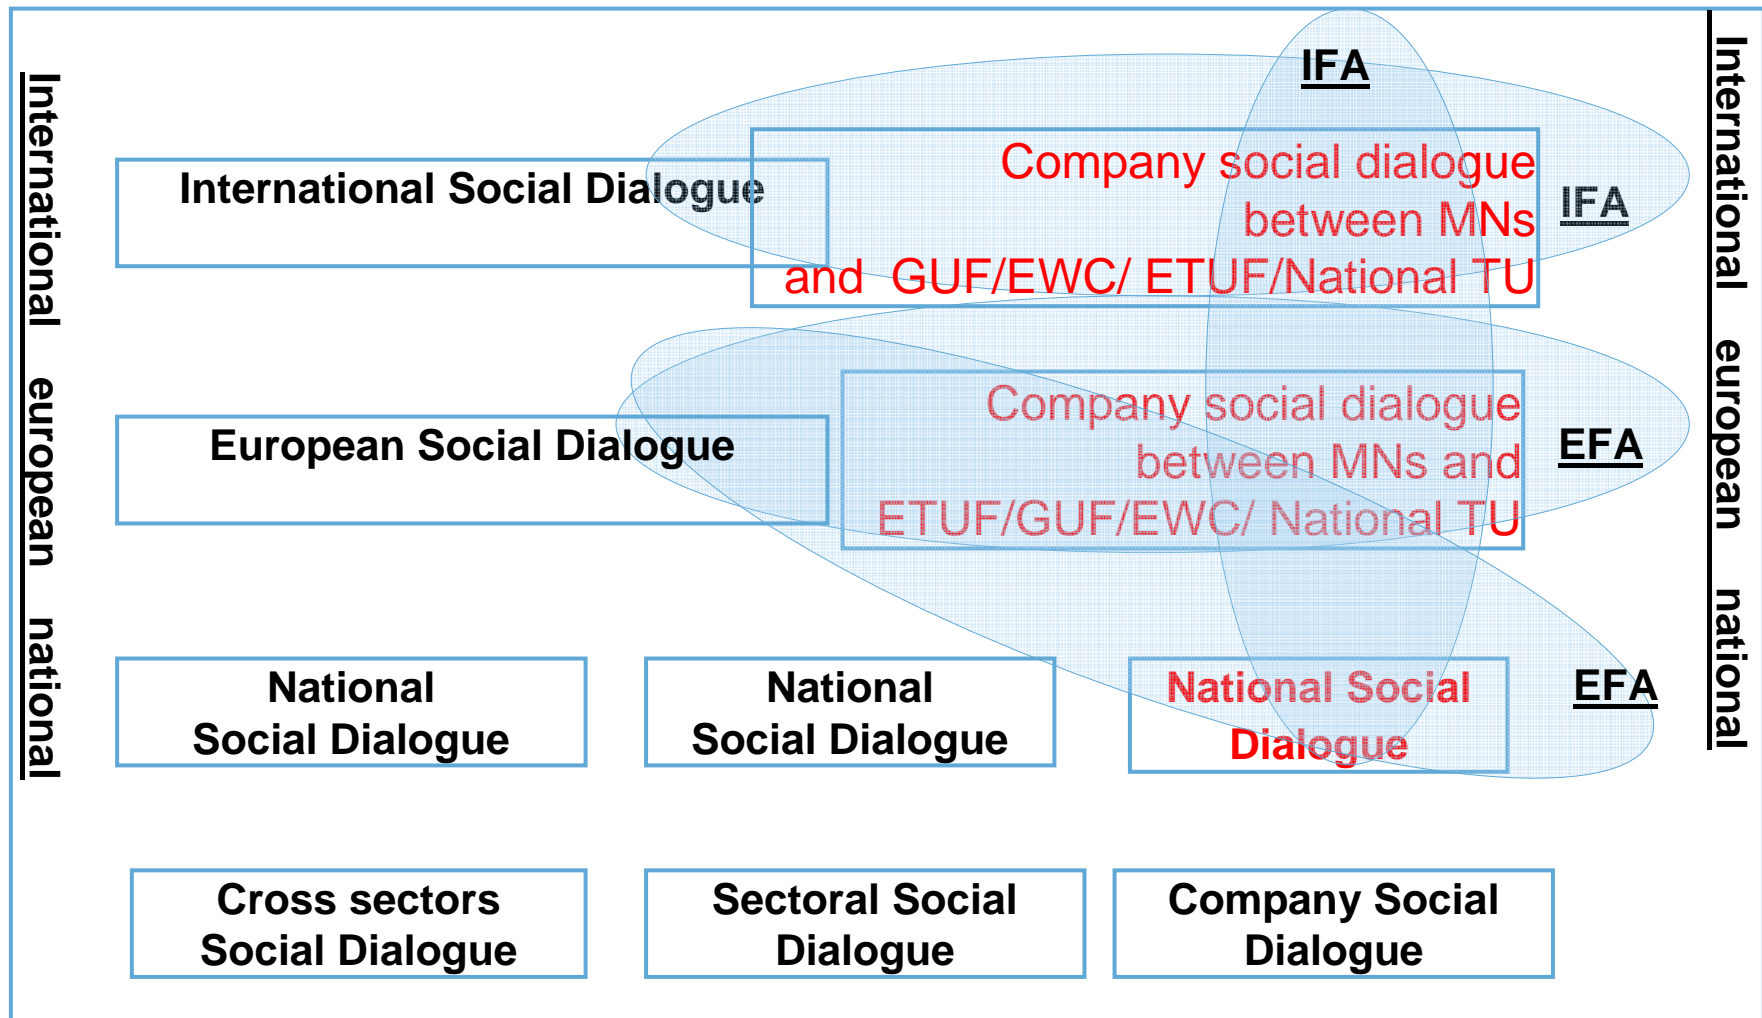 International european national
IFA
International Social Dialogue
Company social dialogue
between MNs
and GUF/EWC/ ETUF/National TU
IFA
European Social Dialogue
Company social dialogue
between MNs and
ETUF/GUF/EWC/ National TU
EFA
National
Social Dialogue
National
Social Dialogue
National Social
Dialogue
EFA
Cross sectors
Social Dialogue
Sectoral Social
Dialogue
Company Social
Dialogue
International european national